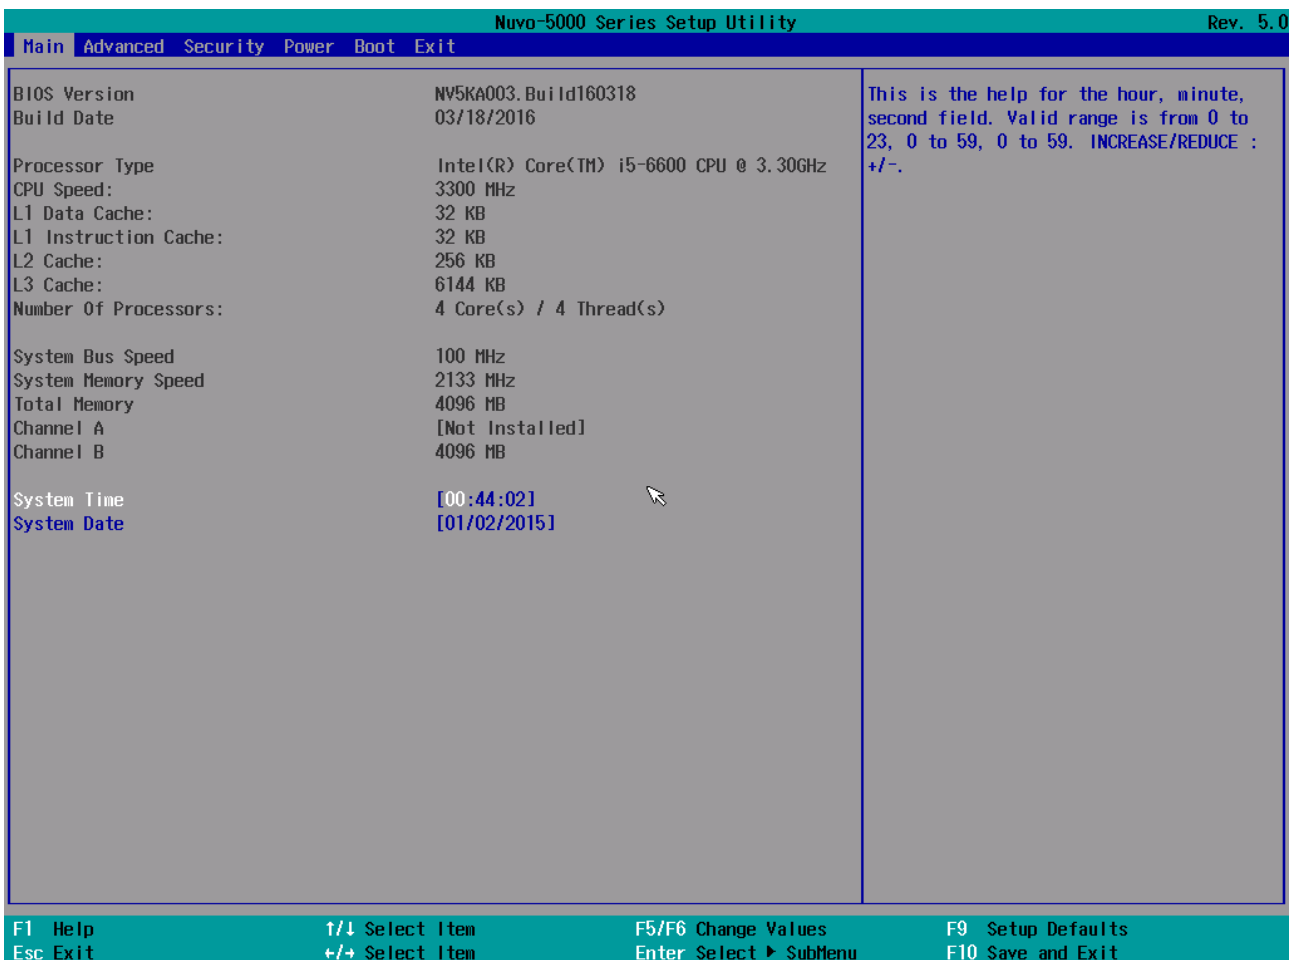 Nuvo-5000 Series Setup Utility Rev. 5.0
Main Advanced Security Power Boot Exit
BIOS Version NV5KA003.Build160318
Build Date 03/18/2016
Processor Type Intel(R) Core(TM) i5-6600 CPU @ 3.30GHz
CPU Speed: 3300 MHz
L1 Data Cache: 32 KB
L1 Instruction Cache: 32 KB
L2 Cache: 256 KB
L3 Cache: 6144 KB
Number Of Processors: 4 Core(s) / 4 Thread(s)
System Bus Speed 100 MHz
System Memory Speed 2133 MHz
Total Memory 4096 MB
Channel A [Not Installed]
Channel B 4096 MB
System Time [00:44:02]
System Date [01/02/2015]
This is the help for the hour, minute,
second field. Valid range is from 0 to
23, 0 to 59, 0 to 59. INCREASE/REDUCE :
+/-.
F1 Help ↑/↓ Select Item F5/F6 Change Values F9 Setup Defaults
Esc Exit ←/→ Select Item Enter Select ▶ SubMenu F10 Save and Exit